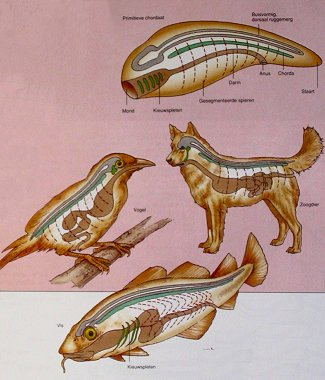 Primitieve chordaat
Buisvormig,
dorsaal ruggemerg
Darm
Anus
Chorda
Staart
Gesegmenteerde spieren
Mond
Kieuwspleten
Vogel
Zoogdier
Vis
Kieuwspleten